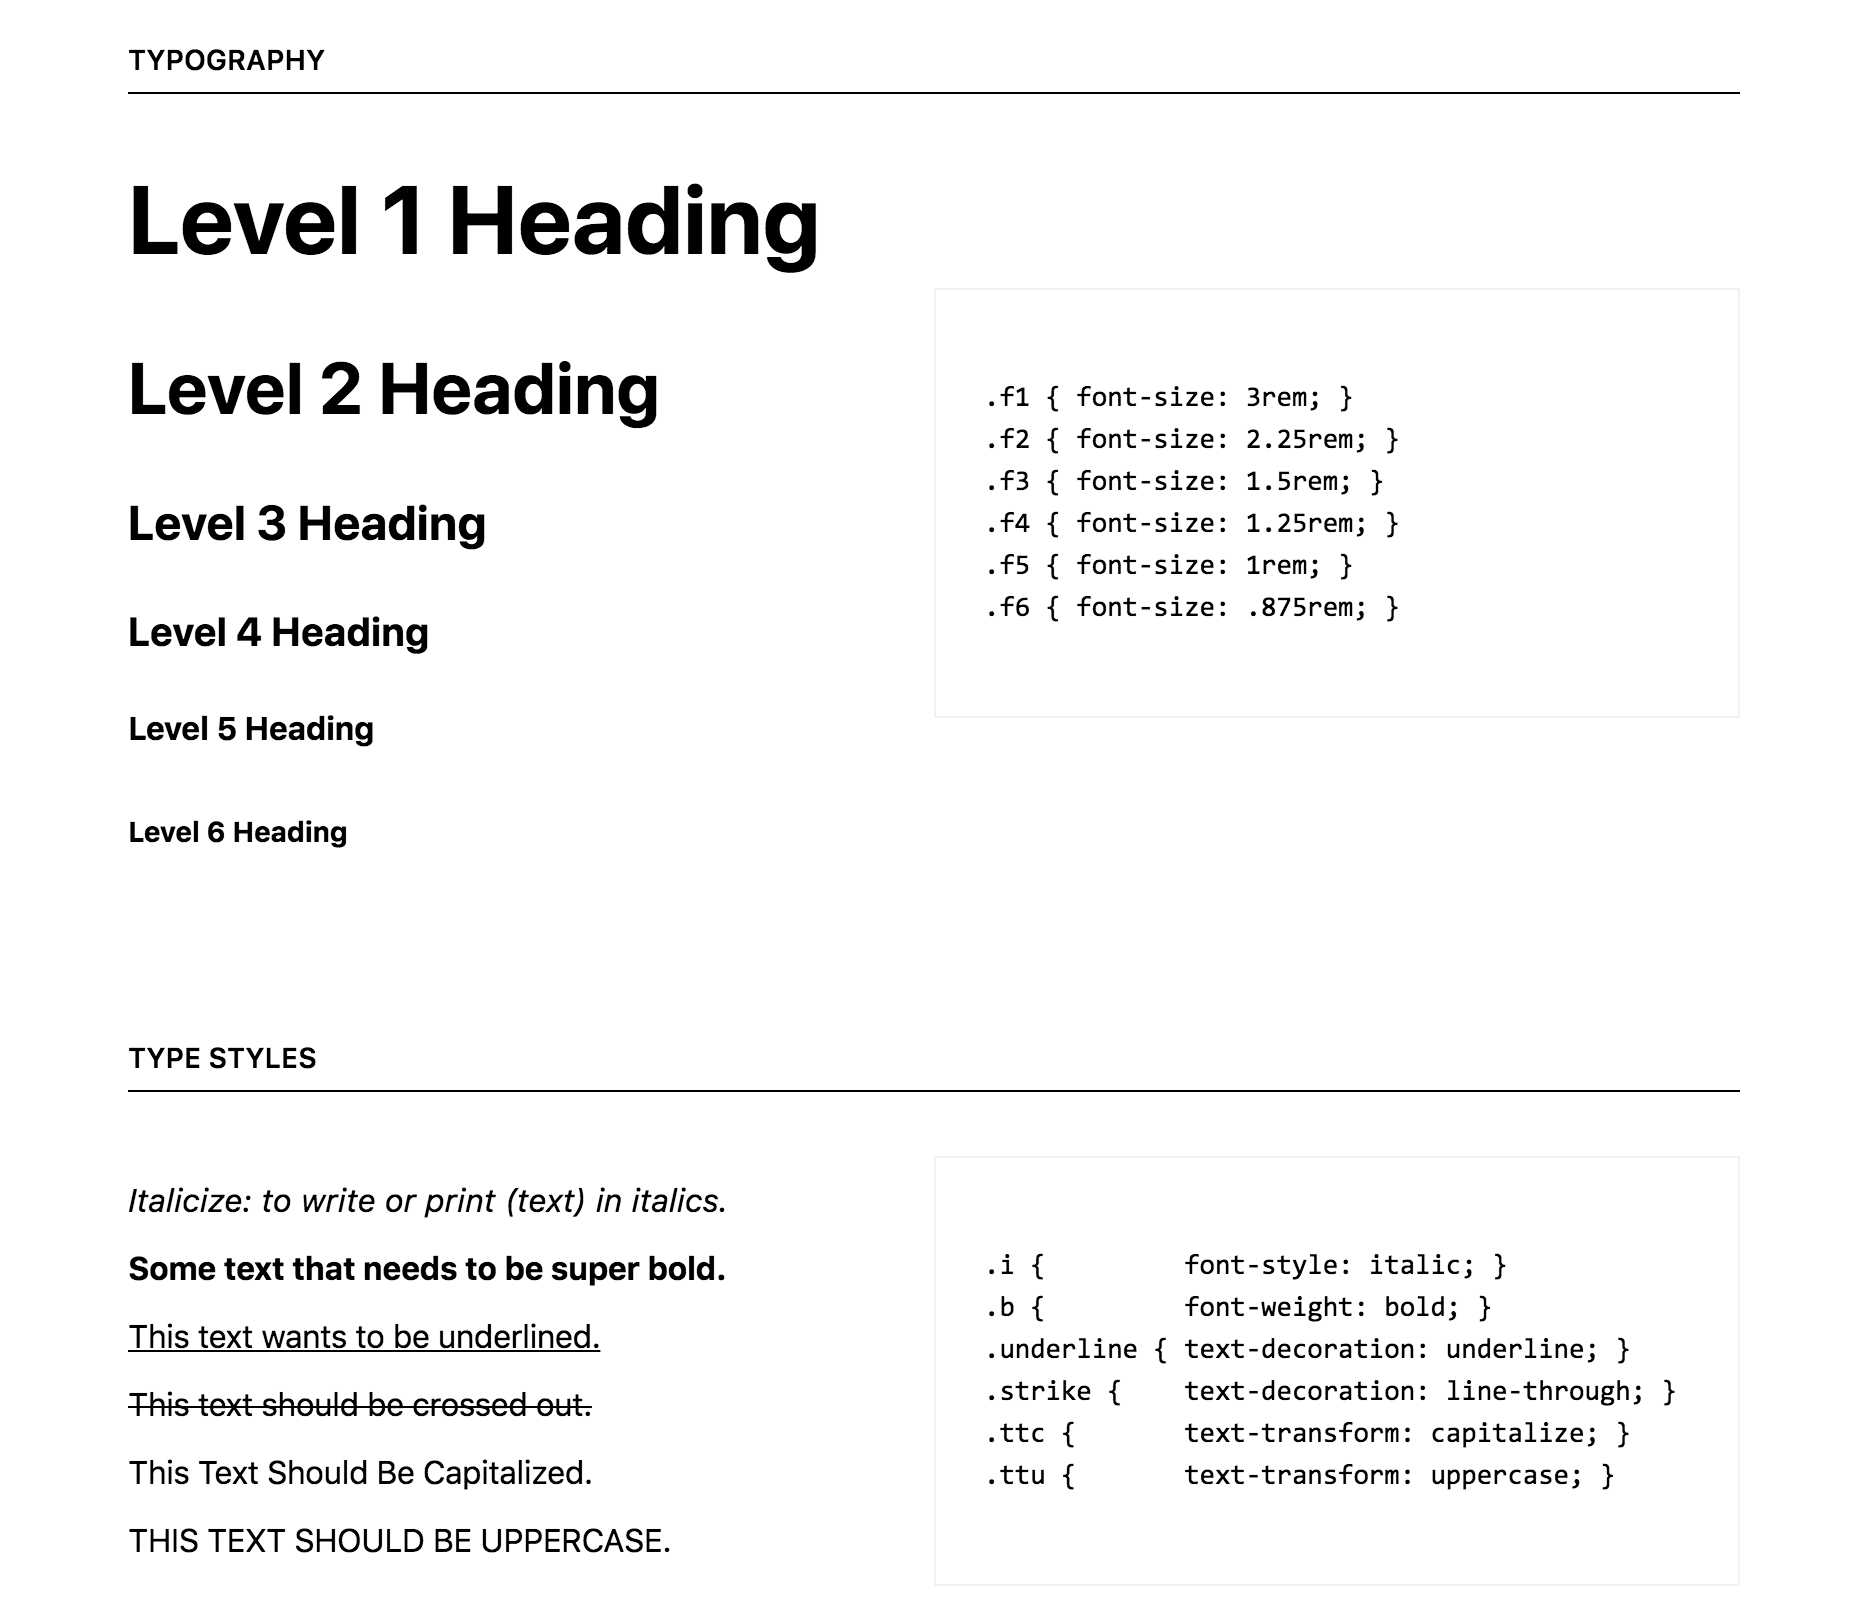 TYPOGRAPHY
Level 1 Heading
Level 2 Heading
Level 3 Heading
Level 4 Heading
Level 5 Heading
Level 6 Heading
.f1 { font-size: 3rem; }
.f2 { font-size: 2.25rem; }
.f3 { font-size: 1.5rem; }
.f4 { font-size: 1.25rem; }
.f5 { font-size: 1rem; }
.f6 { font-size: .875rem; }
TYPE STYLES
Italicize: to write or print (text) in italics.
Some text that needs to be super bold.
This text wants to be underlined.
This text should be crossed out.
This Text Should Be Capitalized.
THIS TEXT SHOULD BE UPPERCASE.
.i {         font-style: italic; }
.b {         font-weight: bold; }
.underline { text-decoration: underline; }
.strike {    text-decoration: line-through; }
.ttc {       text-transform: capitalize; }
.ttu {       text-transform: uppercase; }